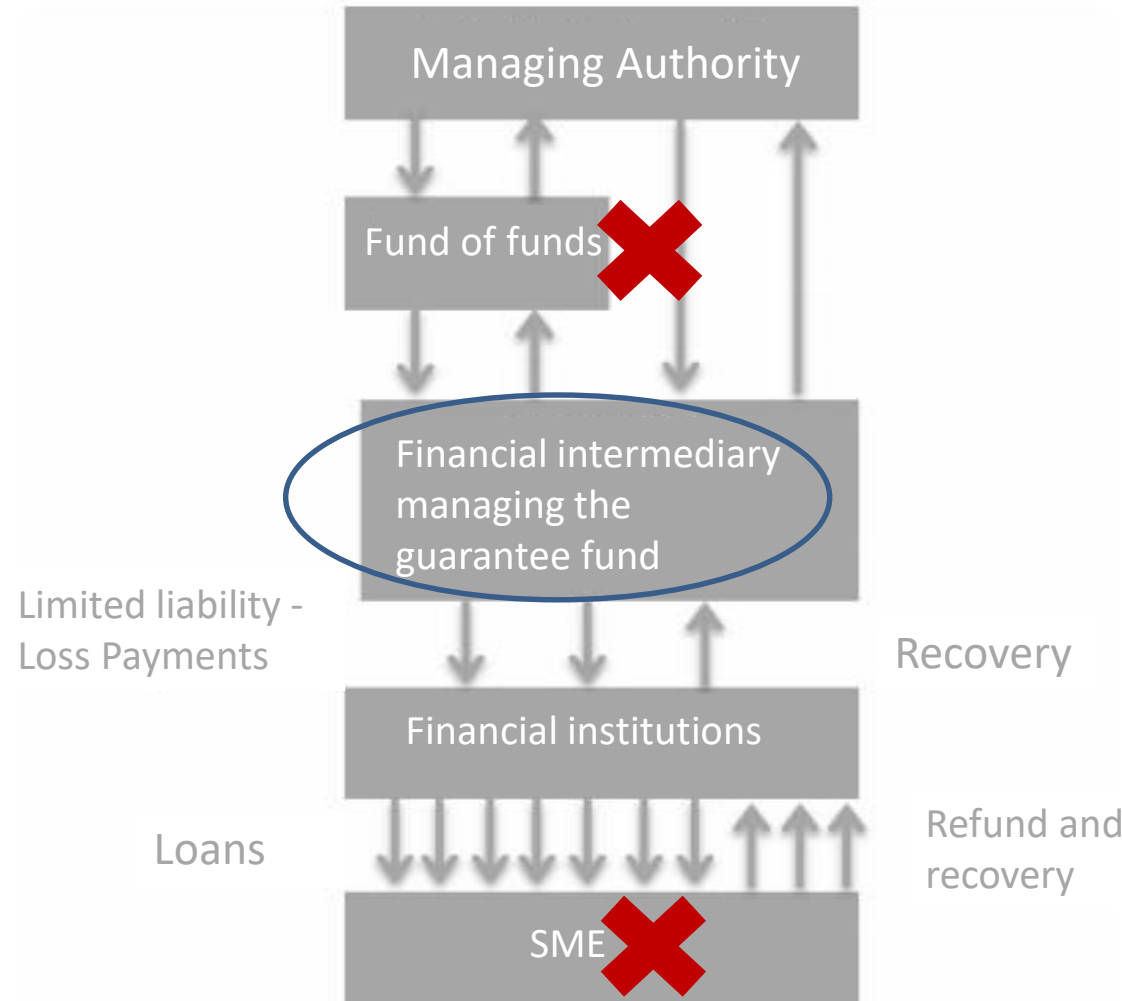 Managing Authority
Fund of funds
Financial intermediary
managing the
guarantee fund
Limited liability -
Loss Payments
Recovery
Financial institutions
Loans
Refund and
recovery
SME